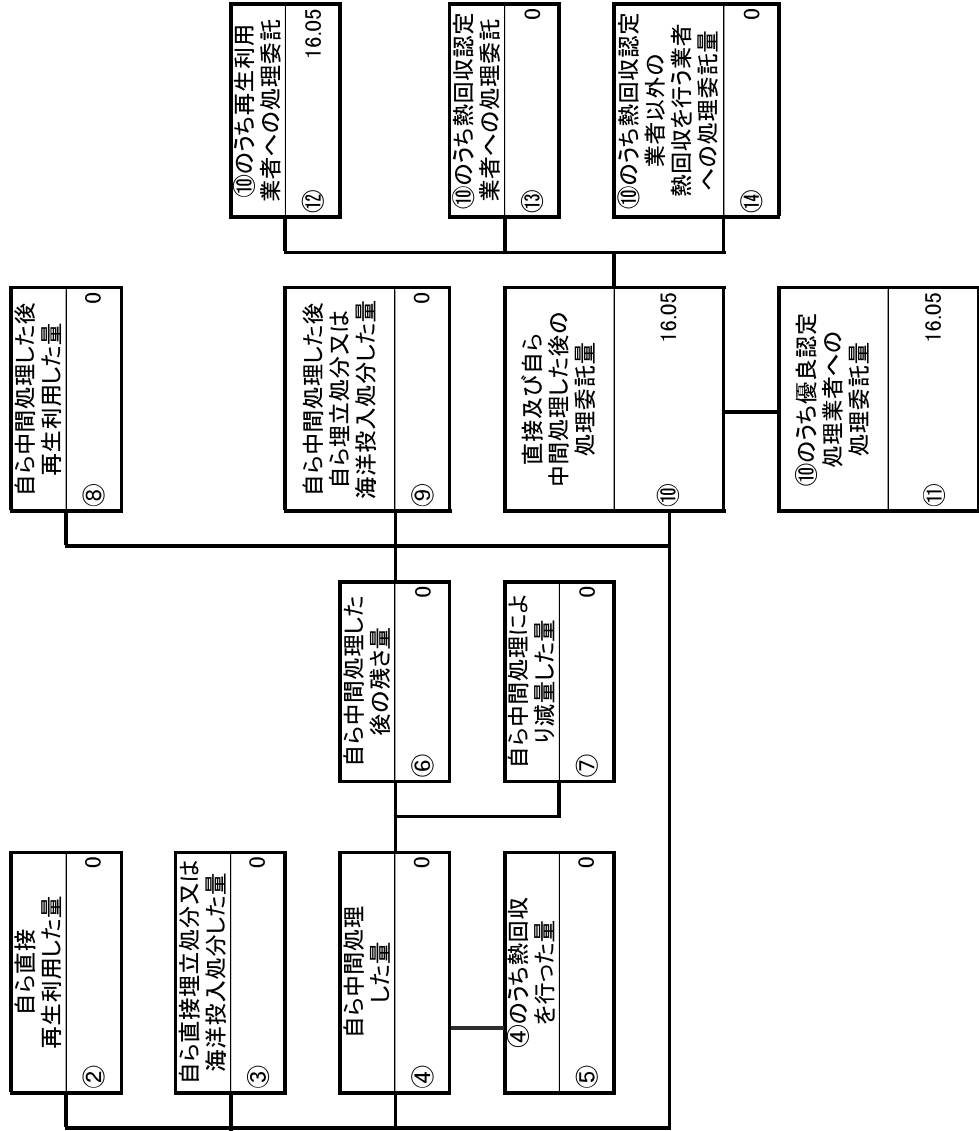 自ら直接
再生利用した量
②
0
自ら直接埋立処分又は
海洋投入処分した量
③
0
自ら中間処理
した量
④
0
④のうち熱回収
を行った量
⑤
0
自ら中間処理した
後の残さ量
⑥
0
自ら中間処理によ
り減量した量
⑦
0
自ら中間処理した後
再生利用した量
⑧
0
自ら中間処理した後
自ら埋立処分又は
海洋投入処分した量
⑨
0
直接及び自ら
中間処理した後の
処理委託量
⑩
16.05
⑩のうち優良認定
処理業者への
処理委託量
⑪
16.05
⑩のうち再生利用
業者への処理委託
⑫
16.05
⑩のうち熱回収認定
業者への処理委託
⑬
0
⑩のうち熱回収認定
業者以外の
熱回収を行う業者
への処理委託量
⑭
0